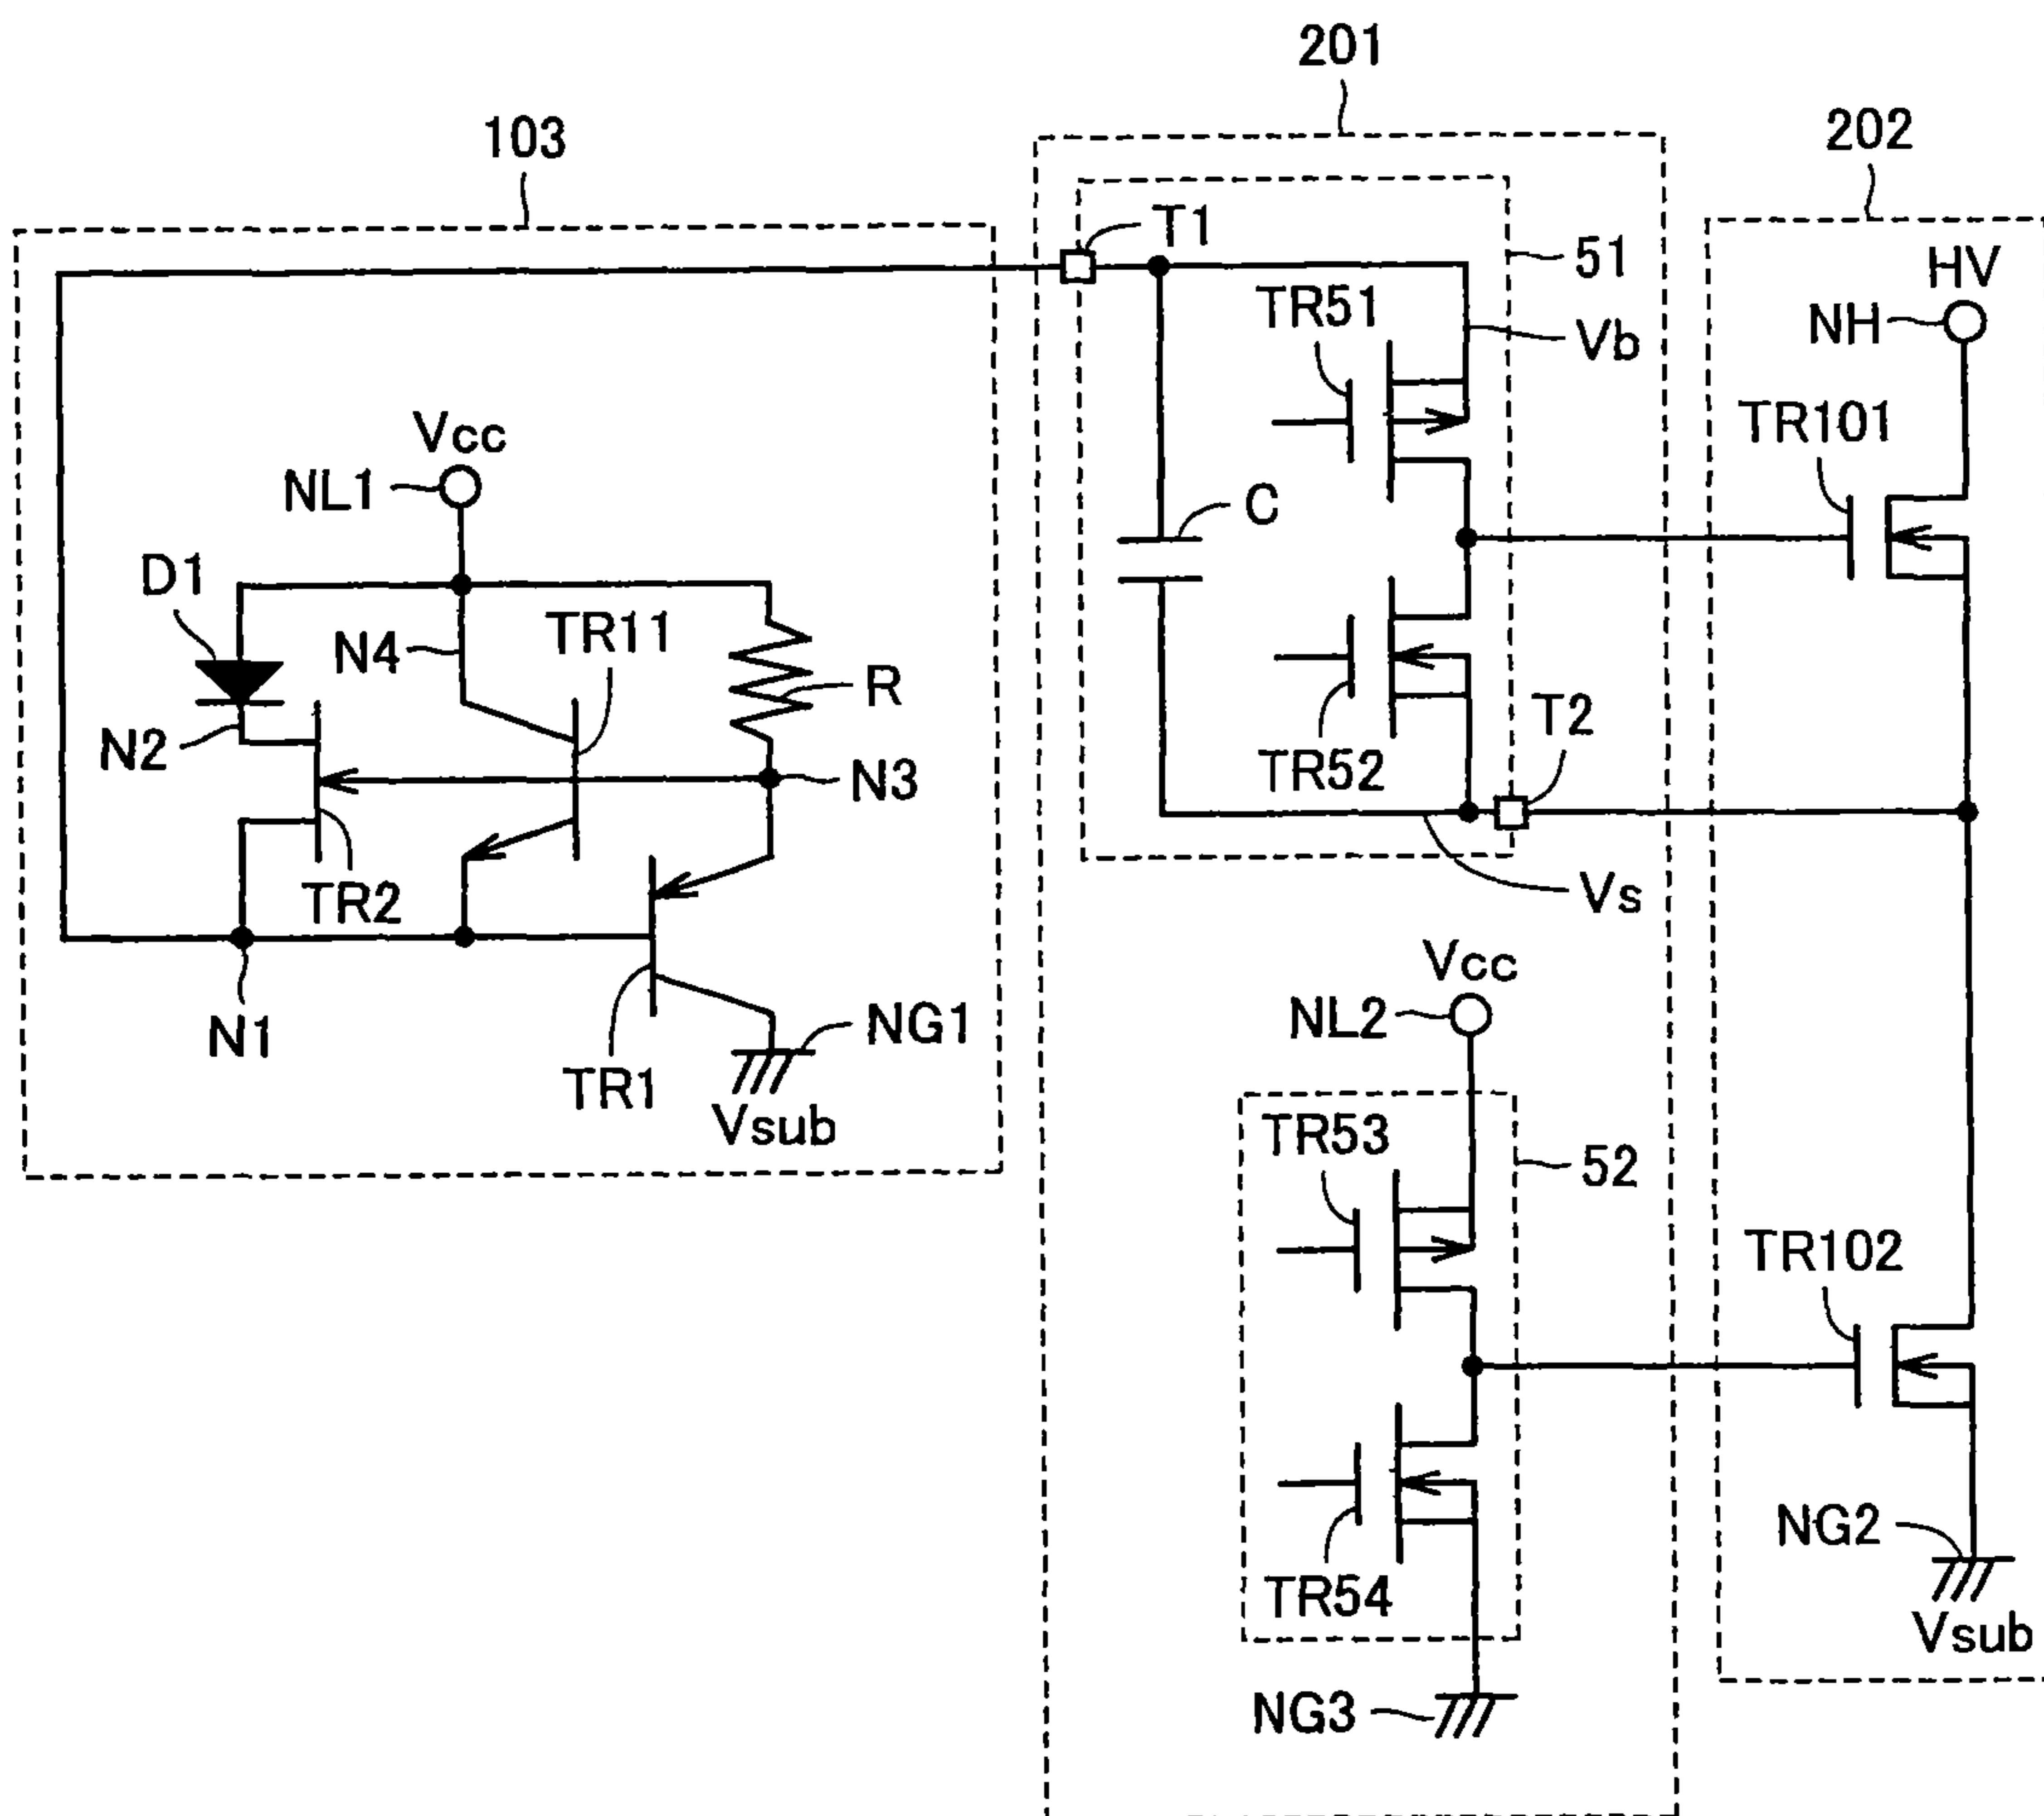 201
103
202
T1
51
HV
TR51
NH
Vb
Vcc
TR101
NL1
C
D1
TR11
N4
R
T2
N2
TR52
N3
TR2
Vs
Vcc
NG1
NL2
N1
TR1
Vsub
TR53
52
TR102
NG2
TR54
Vsub
NG3